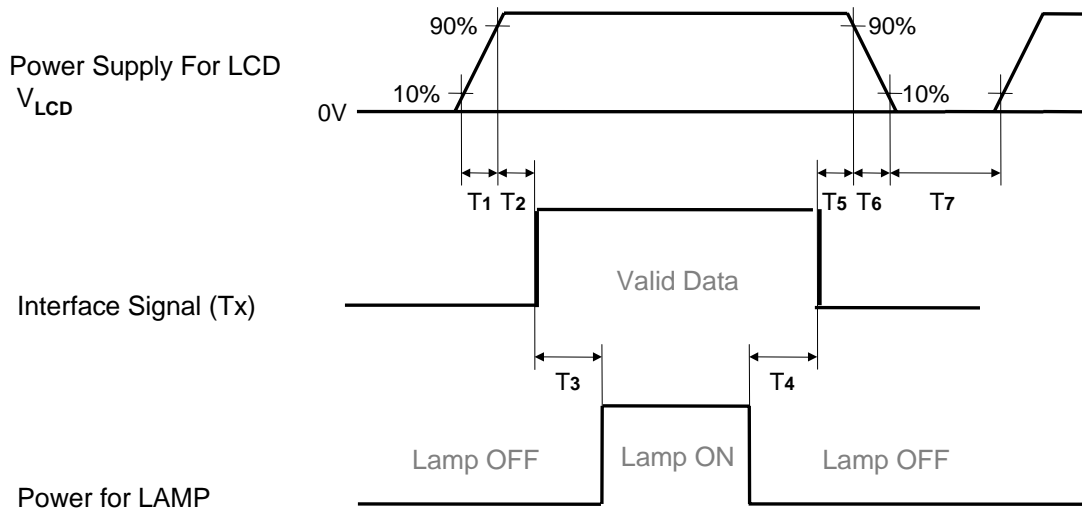 90%
90%
Power Supply For LCD
VLCD
10%
10%
0V
T1 T2
T5 T6 T7
Valid Data
Interface Signal (Tx)
T3
T4
Lamp OFF
Lamp ON
Lamp OFF
Power for LAMP